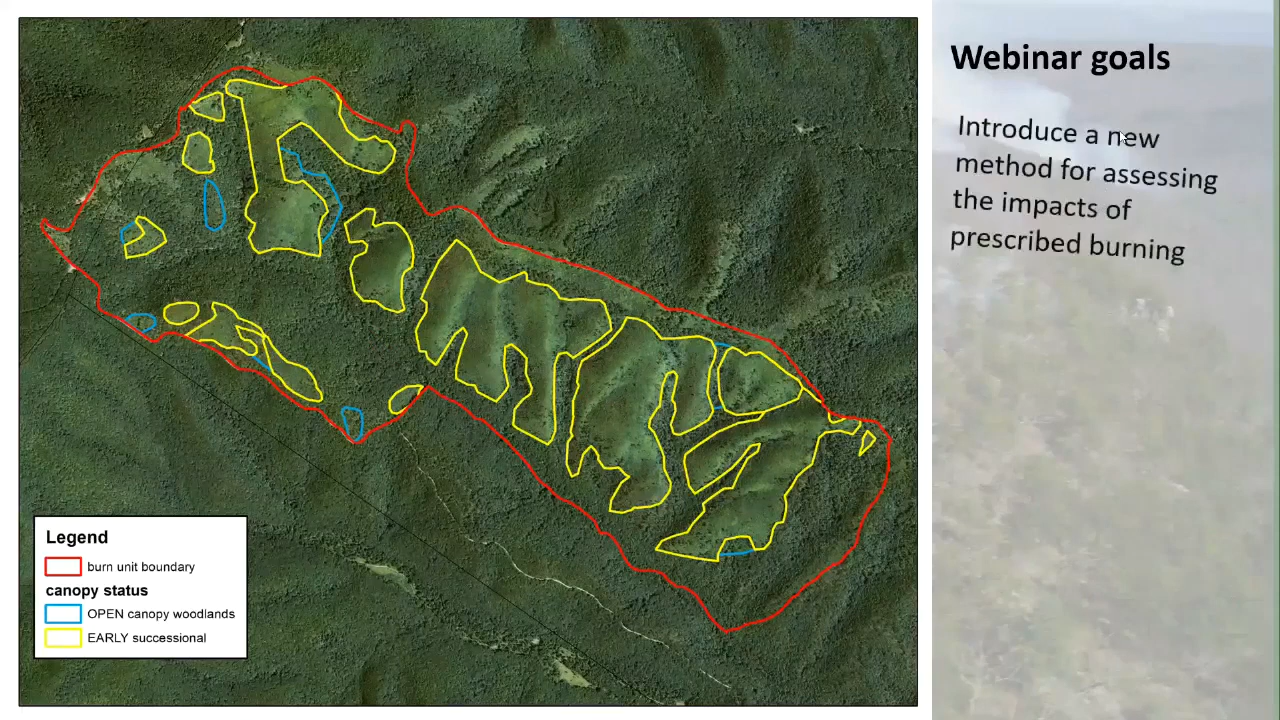 Webinar goals
Introduce a new
method for assessing
the impacts of
prescribed burning
Legend
burn unit boundary
canopy status
OPEN canopy woodlands
EARLY successional